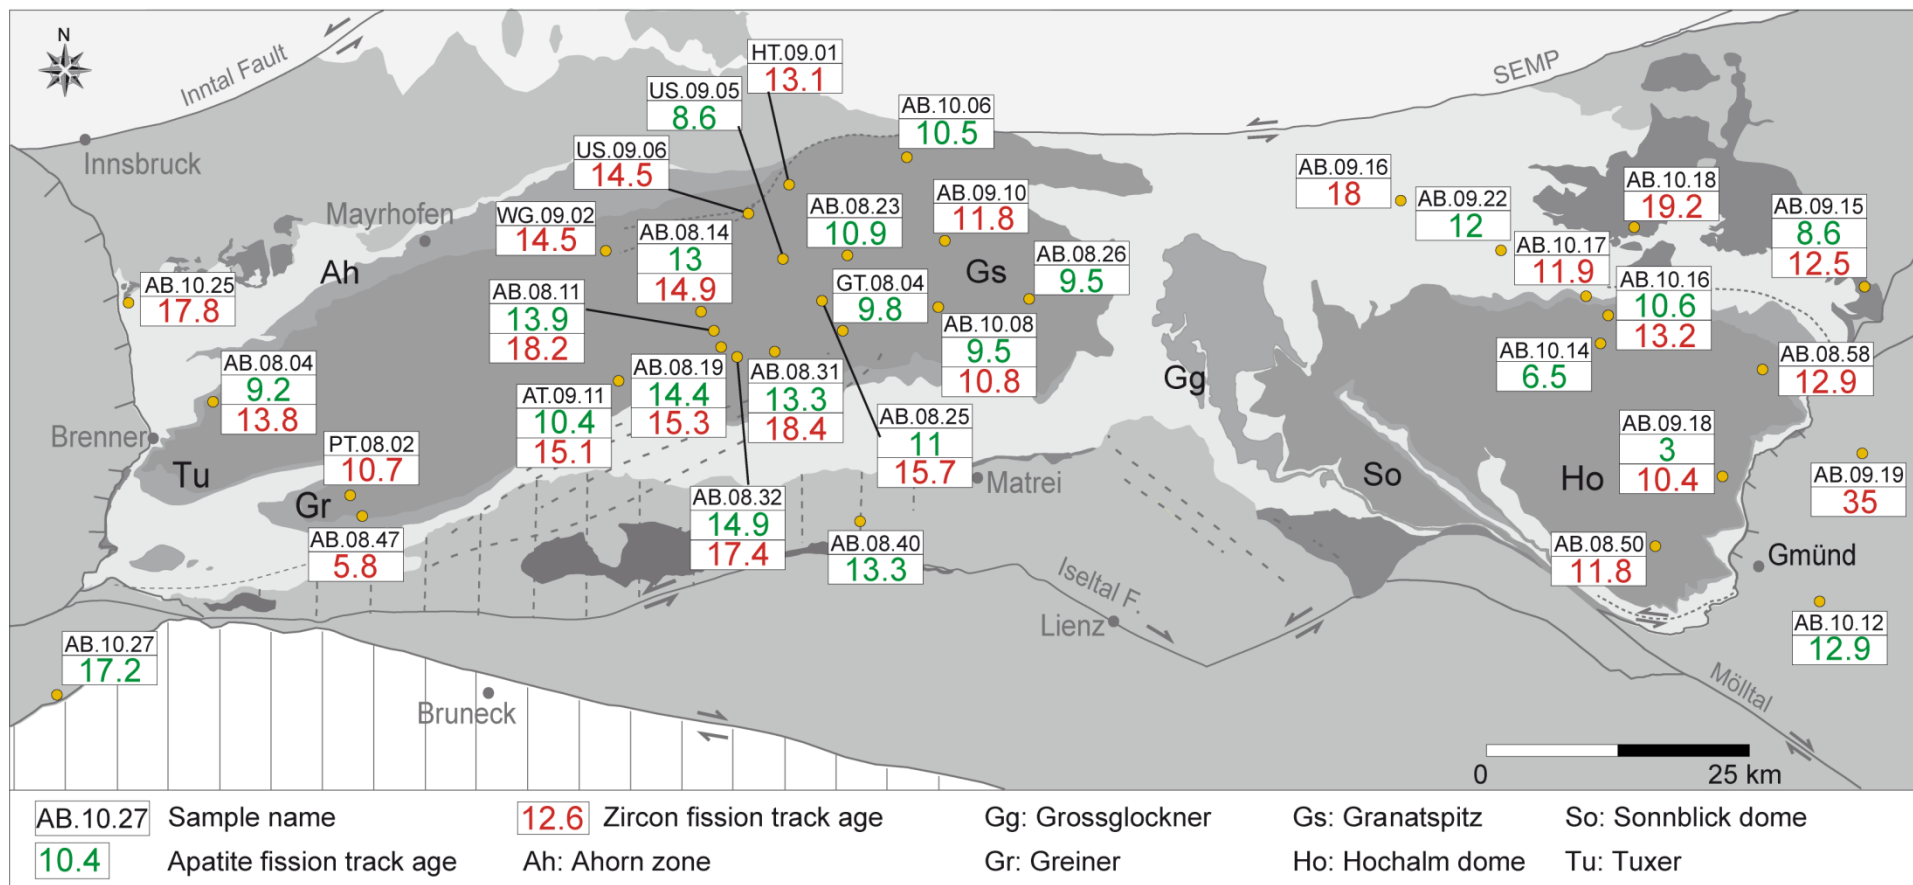 N
Inntal Fault
SEMP
HT.09.01
13.1
US.09.05
8.6
AB.10.06
10.5
Innsbruck
US.09.06
14.5
AB.09.16
18
AB.10.18
19.2
AB.09.22
12
AB.09.15
8.6
12.5
Mayrhofen
WG.09.02
14.5
AB.08.14
13
14.9
AB.08.23
10.9
AB.09.10
11.8
AB.10.17
11.9
Ah
AB.10.25
17.8
AB.08.11
13.9
18.2
GT.08.04
9.8
Gs
AB.08.26
9.5
AB.10.16
10.6
13.2
AB.10.08
9.5
10.8
AB.10.14
6.5
AB.08.58
12.9
AB.08.04
9.2
13.8
AT.09.11
10.4
15.1
AB.08.19
14.4
15.3
AB.08.31
13.3
18.4
Gg
AB.08.25
11
15.7
AB.09.18
3
10.4
Brenner
PT.08.02
10.7
Tu
Gr
Matrei
So
Ho
AB.09.19
35
AB.08.32
14.9
17.4
AB.08.47
5.8
AB.08.40
13.3
AB.08.50
11.8
Gmünd
Iseltal F.
Lienz
AB.10.12
12.9
AB.10.27
17.2
Bruneck
Mölltal
0 25 km
AB.10.27 Sample name 12.6 Zircon fission track age Gg: Grossglockner Gs: Granatspitz So: Sonnblick dome
10.4 Apatite fission track age Ah: Ahorn zone Gr: Greiner Ho: Hochalm dome Tu: Tuxer